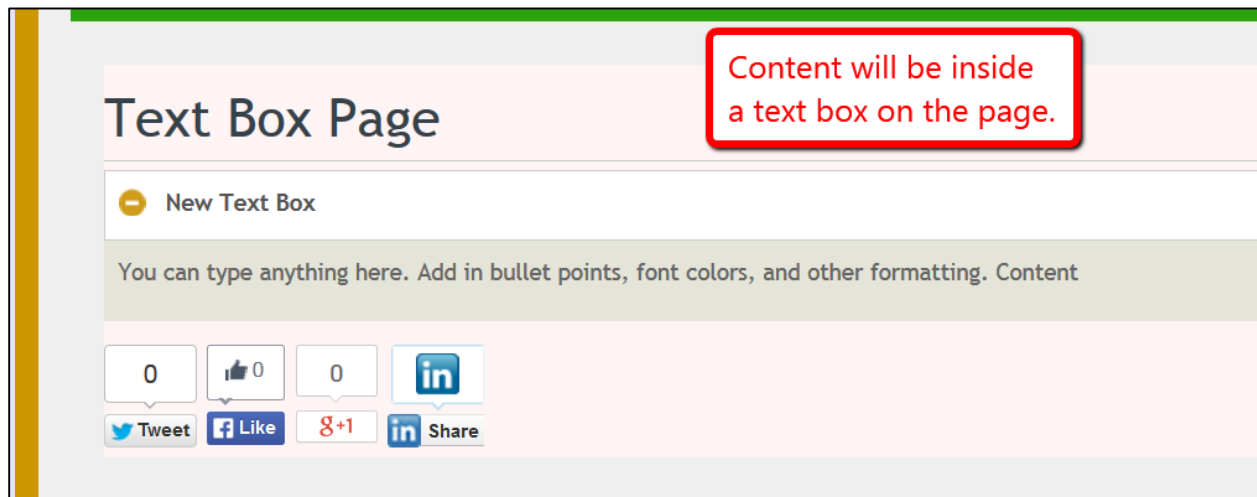 Content will be inside
a text box on the page.
Text Box Page
New Text Box
You can type anything here. Add in bullet points, font colors, and other formatting. Content
0 0 0 in
Tweet Like g+1 in Share